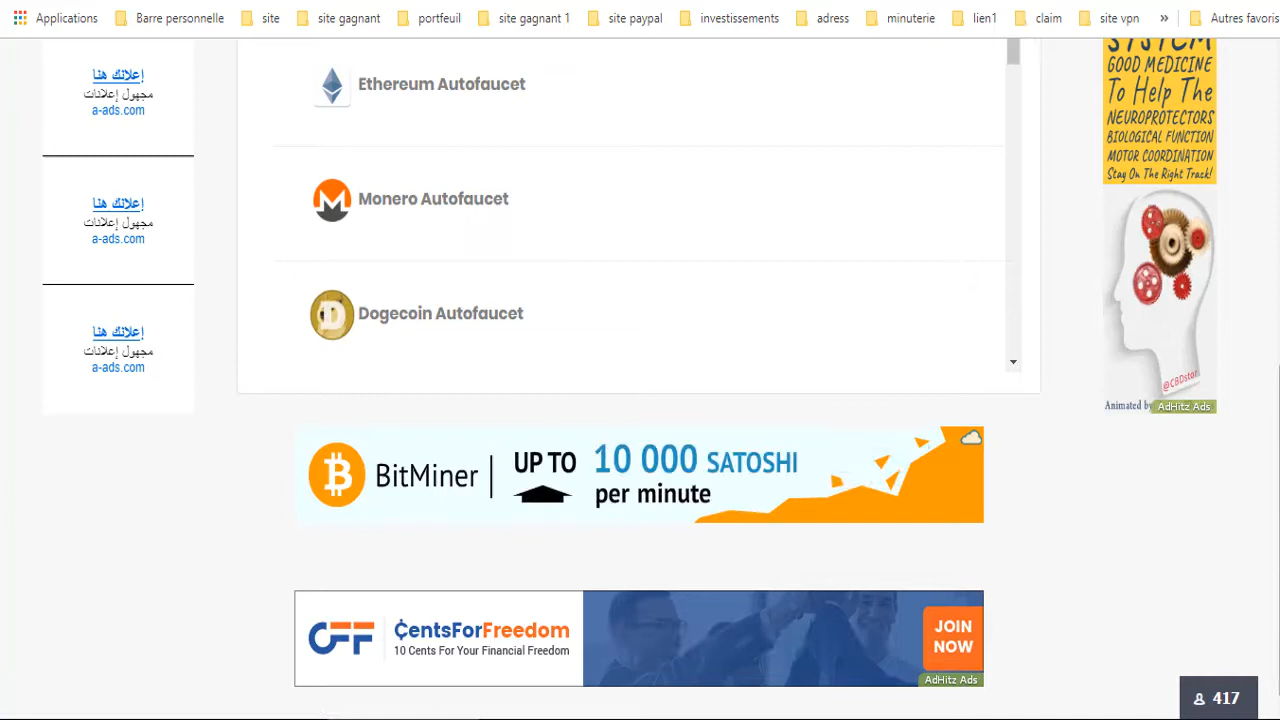 Applications
Barre personnelle
site
site gagnant
portfeuil
site gagnant 1
site paypal
investissements
adress
minuterie
lien1
claim
site vpn
»
Autres favoris
إعلانك هنا
مجهول إعلانات
a-ads.com
إعلانك هنا
مجهول إعلانات
a-ads.com
إعلانك هنا
مجهول إعلانات
a-ads.com
Ethereum Autofaucet
Monero Autofaucet
Dogecoin Autofaucet
SYSTEM
GOOD MEDICINE
To Help The
NEUROPROTECTORS
BIOLOGICAL FUNCTION
MOTOR COORDINATION
Stay On The Right Track!
Animated by
AdHitz Ads
BitMiner
UP TO
10 000 SATOSHI
per minute
CFF
₵entsForFreedom
10 Cents For Your Financial Freedom
JOIN
NOW
AdHitz Ads
417